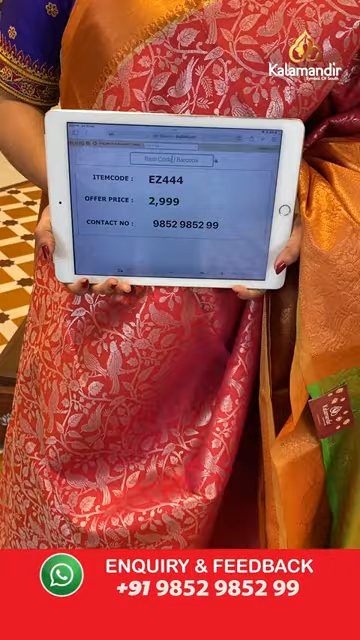 Kalamandir
Symbol Of South
Item Code / Barcode
ITEMCODE : EZ444
OFFER PRICE : 2,999
CONTACT NO : 9852 9852 99
ENQUIRY & FEEDBACK
+91 9852 9852 99